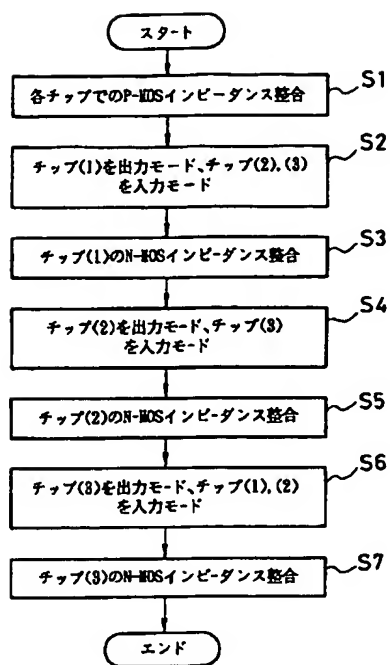 スタート
S1
各チップでのP-MOSインピーダンス整合
S2
チップ(1)を出力モード、チップ(2),(3)
を入力モード
S3
チップ(1)のN-MOSインピーダンス整合
S4
チップ(2)を出力モード、チップ(3)
を入力モード
S5
チップ(2)のN-MOSインピーダンス整合
S6
チップ(3)を出力モード、チップ(1),(2)
を入力モード
S7
チップ(3)のN-MOSインピーダンス整合
エンド